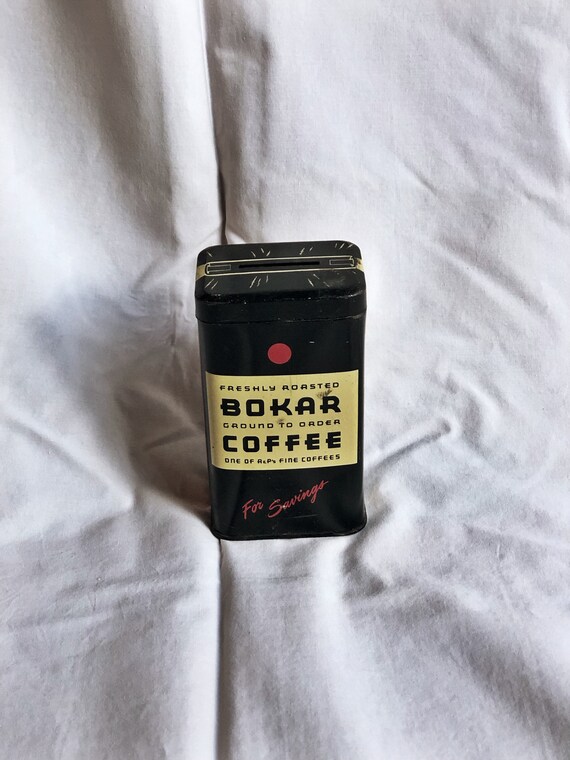 FRESHLY ROASTED
BOKAR
GROUND TO ORDER
COFFEE
ONE OF A&P's FINE COFFEES
For Savings